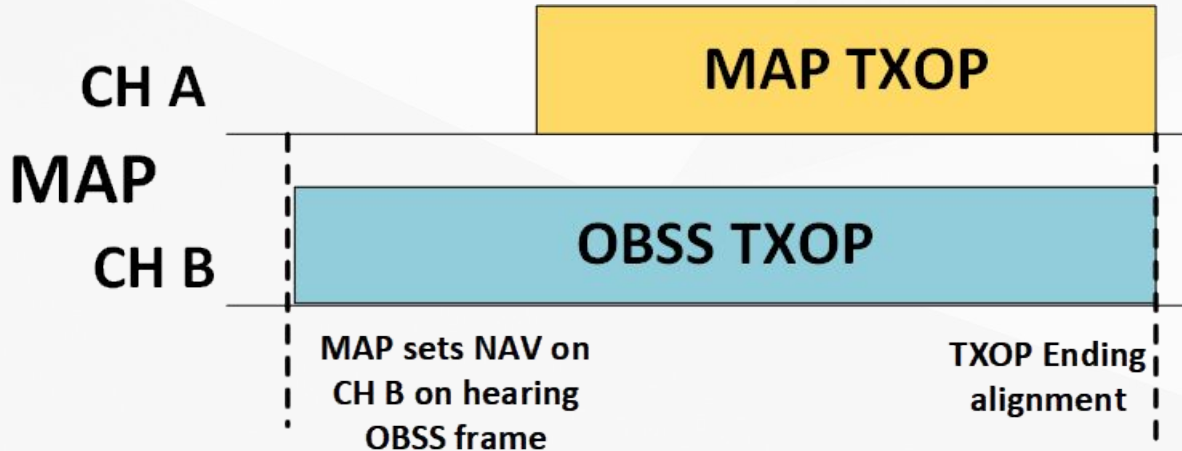 CH A
MAP TXOP
MAP
CH B
OBSS TXOP
MAP sets NAV on
CH B on hearing
OBSS frame
TXOP Ending
alignment